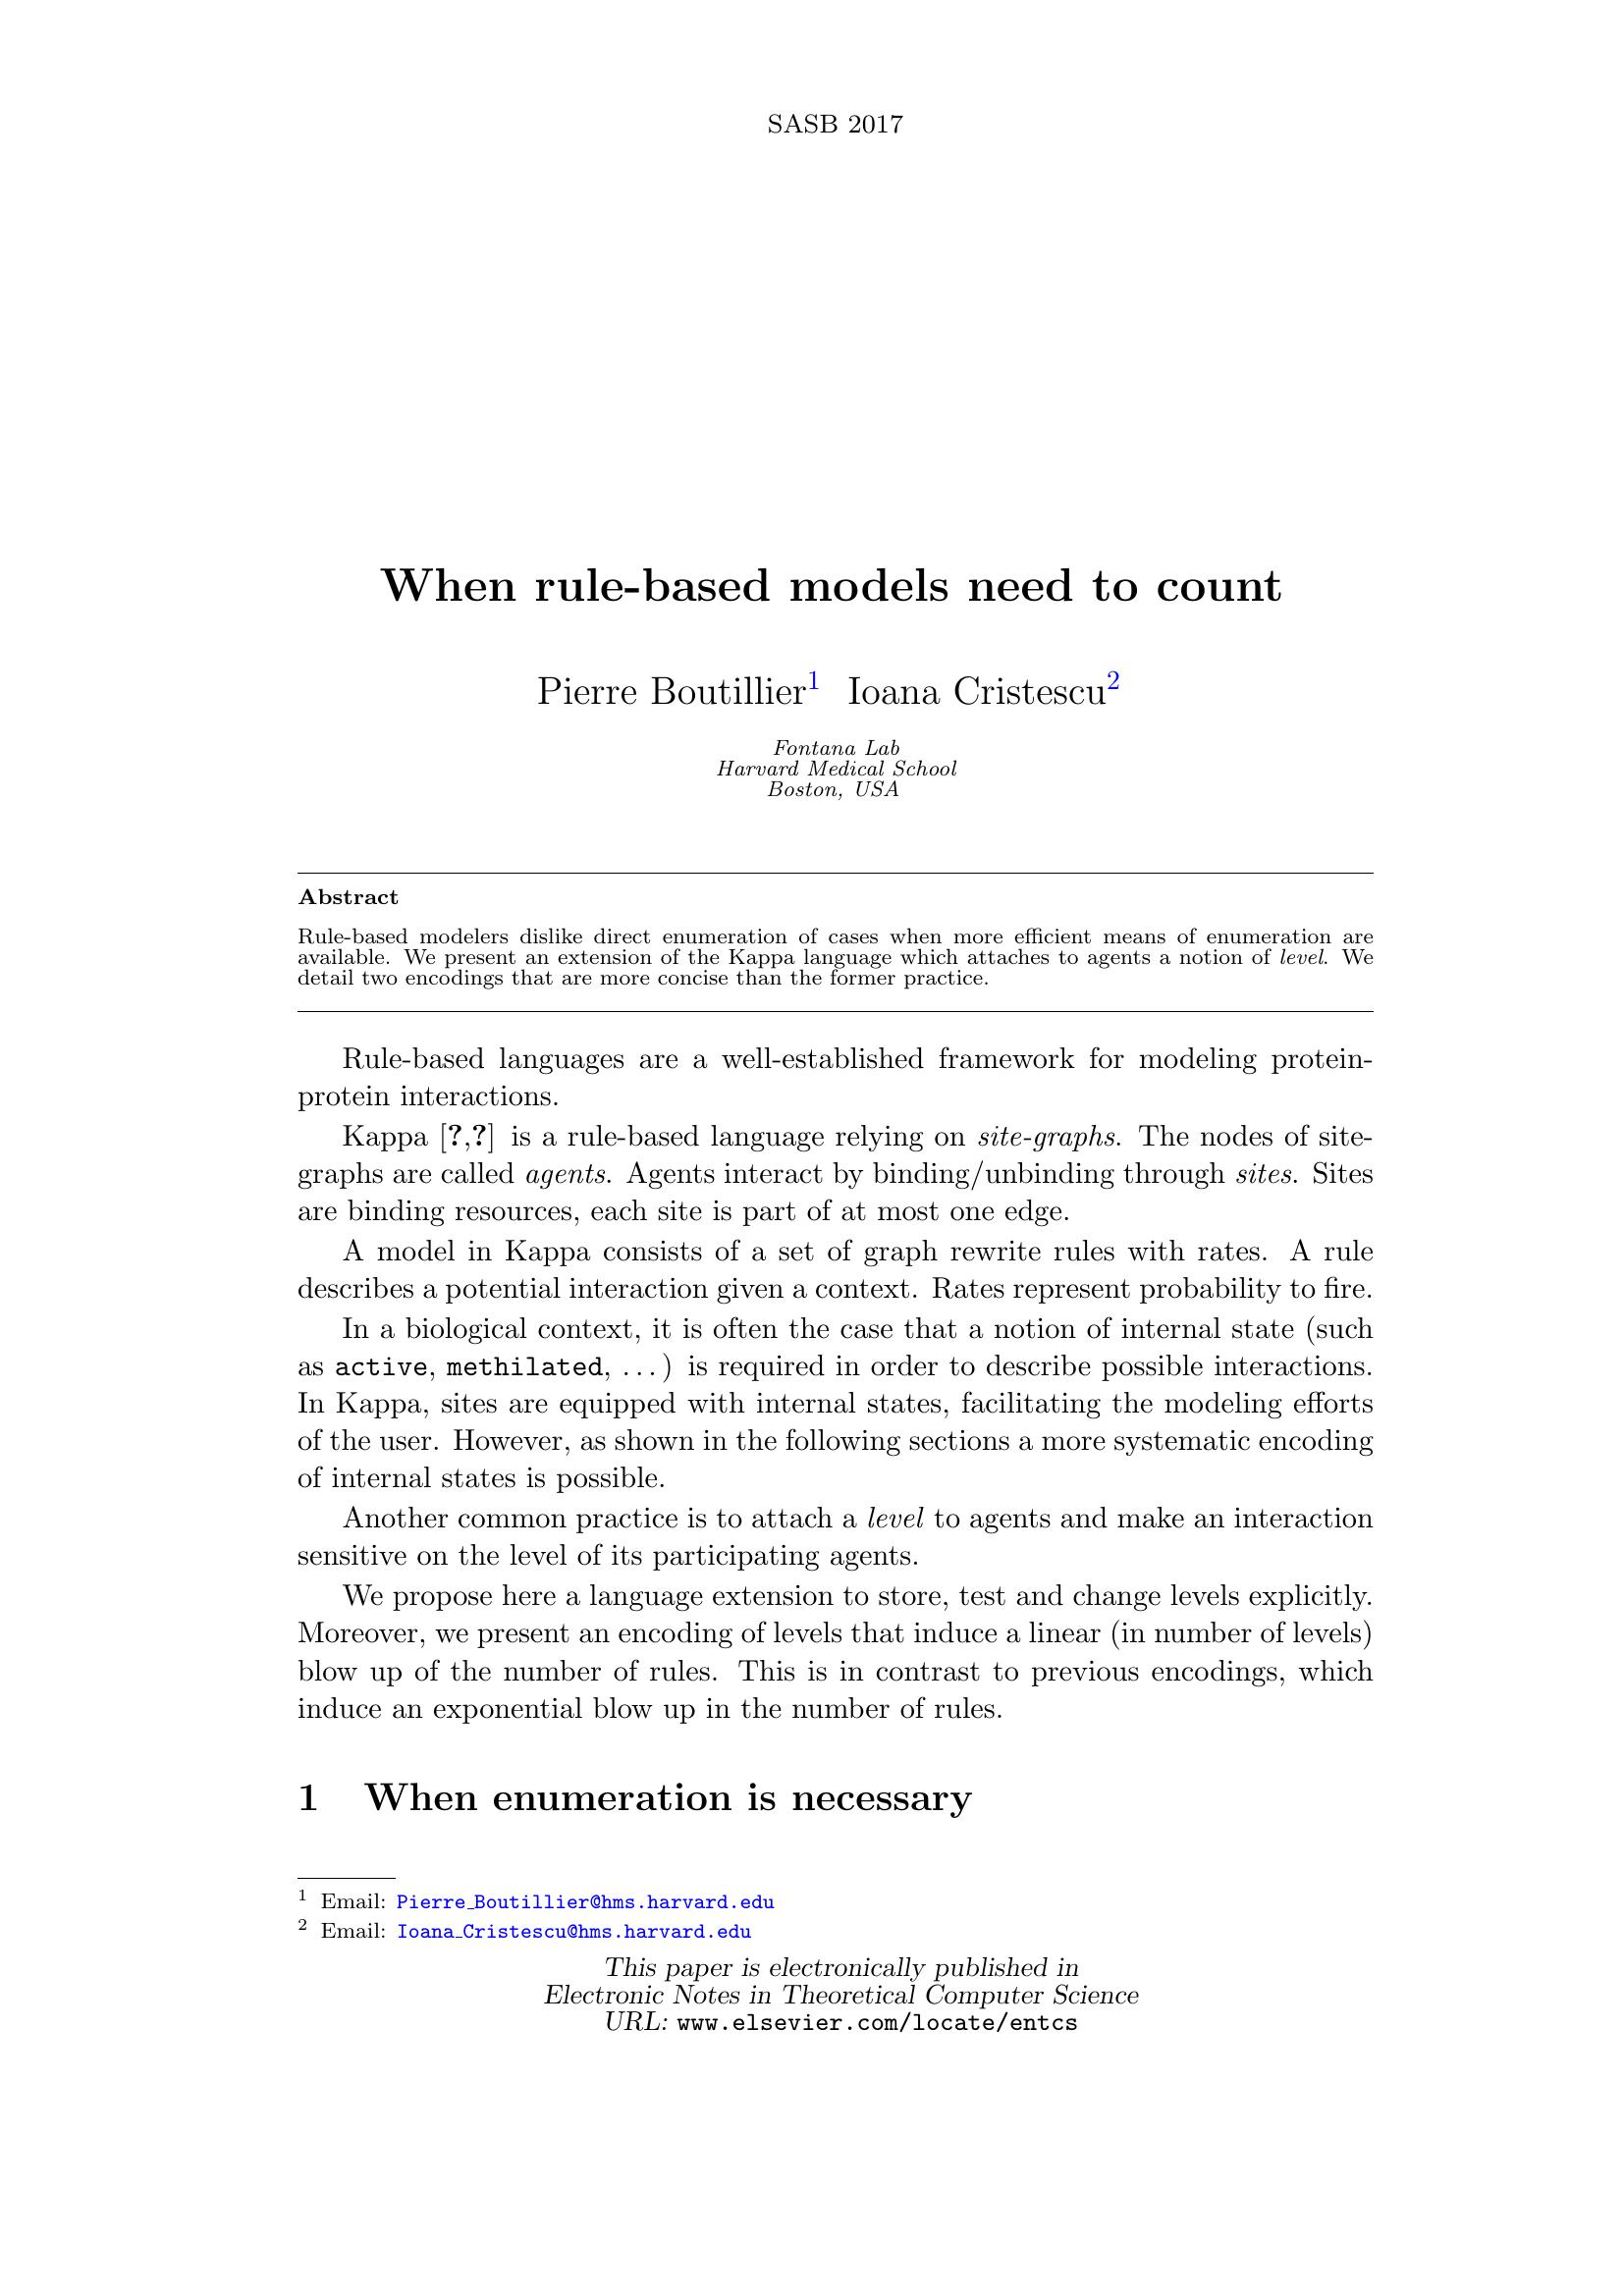 SASB 2017
When rule-based models need to count
Pierre Boutillier1 Ioana Cristescu2
Fontana Lab
Harvard Medical School
Boston, USA
Abstract
Rule-based modelers dislike direct enumeration of cases when more efficient means of enumeration are
available. We present an extension of the Kappa language which attaches to agents a notion of level. We
detail two encodings that are more concise than the former practice.
Rule-based languages are a well-established framework for modeling protein-
protein interactions.
Kappa [?,?] is a rule-based language relying on site-graphs. The nodes of site-
graphs are called agents. Agents interact by binding/unbinding through sites. Sites
are binding resources, each site is part of at most one edge.
A model in Kappa consists of a set of graph rewrite rules with rates. A rule
describes a potential interaction given a context. Rates represent probability to fire.
In a biological context, it is often the case that a notion of internal state (such
as active, methilated, ...) is required in order to describe possible interactions.
In Kappa, sites are equipped with internal states, facilitating the modeling efforts
of the user. However, as shown in the following sections a more systematic encoding
of internal states is possible.
Another common practice is to attach a level to agents and make an interaction
sensitive on the level of its participating agents.
We propose here a language extension to store, test and change levels explicitly.
Moreover, we present an encoding of levels that induce a linear (in number of levels)
blow up of the number of rules. This is in contrast to previous encodings, which
induce an exponential blow up in the number of rules.
1 When enumeration is necessary
1 Email: Pierre_Boutillier@hms.harvard.edu
2 Email: Ioana_Cristescu@hms.harvard.edu
This paper is electronically published in
Electronic Notes in Theoretical Computer Science
URL: www.elsevier.com/locate/entcs